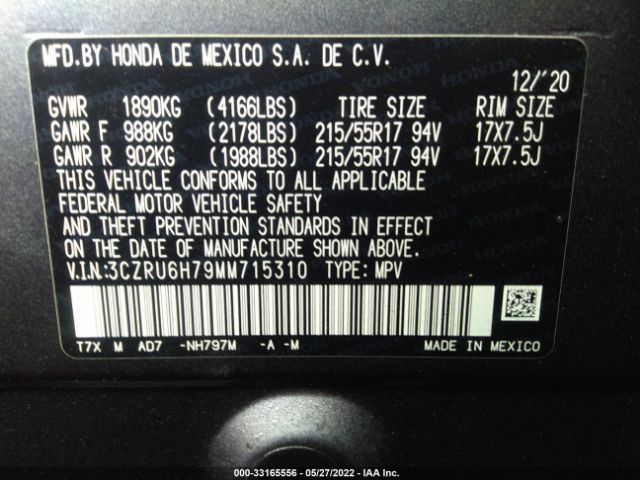 MFD.BY HONDA DE MEXICO S.A. DE C.V.
12/'20
GVWR 1890KG (4166LBS) TIRE SIZE RIM SIZE
GAWR F 988KG (2178LBS) 215/55R17 94V 17X7.5J
GAWR R 902KG (1988LBS) 215/55R17 94V 17X7.5J
THIS VEHICLE CONFORMS TO ALL APPLICABLE
FEDERAL MOTOR VEHICLE SAFETY
AND THEFT PREVENTION STANDARDS IN EFFECT
ON THE DATE OF MANUFACTURE SHOWN ABOVE.
V.I.N.:3CZRU6H79MM715310 TYPE: MPV
T7X M AD7 -NH797M -A -M MADE IN MEXICO
000-33165556 - 05/27/2022 - IAA Inc.